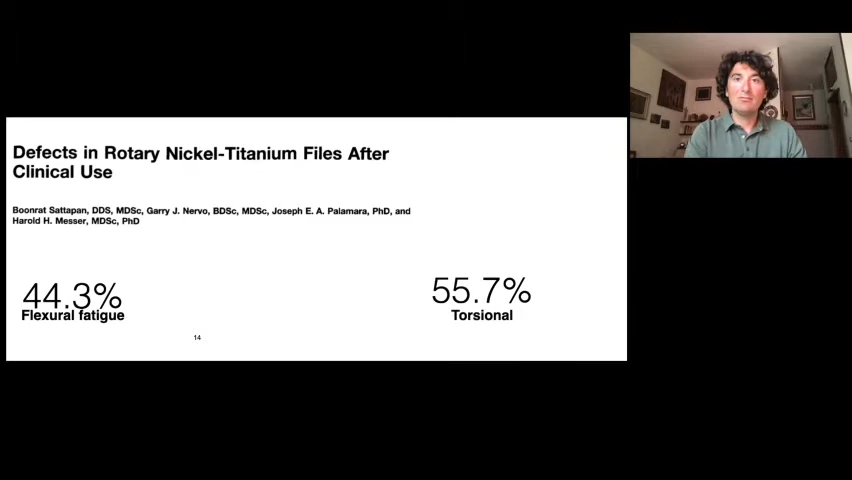 Defects in Rotary Nickel-Titanium Files After
Clinical Use
Boonrat Sattapan, DDS, MDSc, Garry J. Nervo, BDSc, MDSc, Joseph E. A. Palamara, PhD, and
Harold H. Messer, MDSc, PhD
44.3%
Flexural fatigue
55.7%
Torsional
14